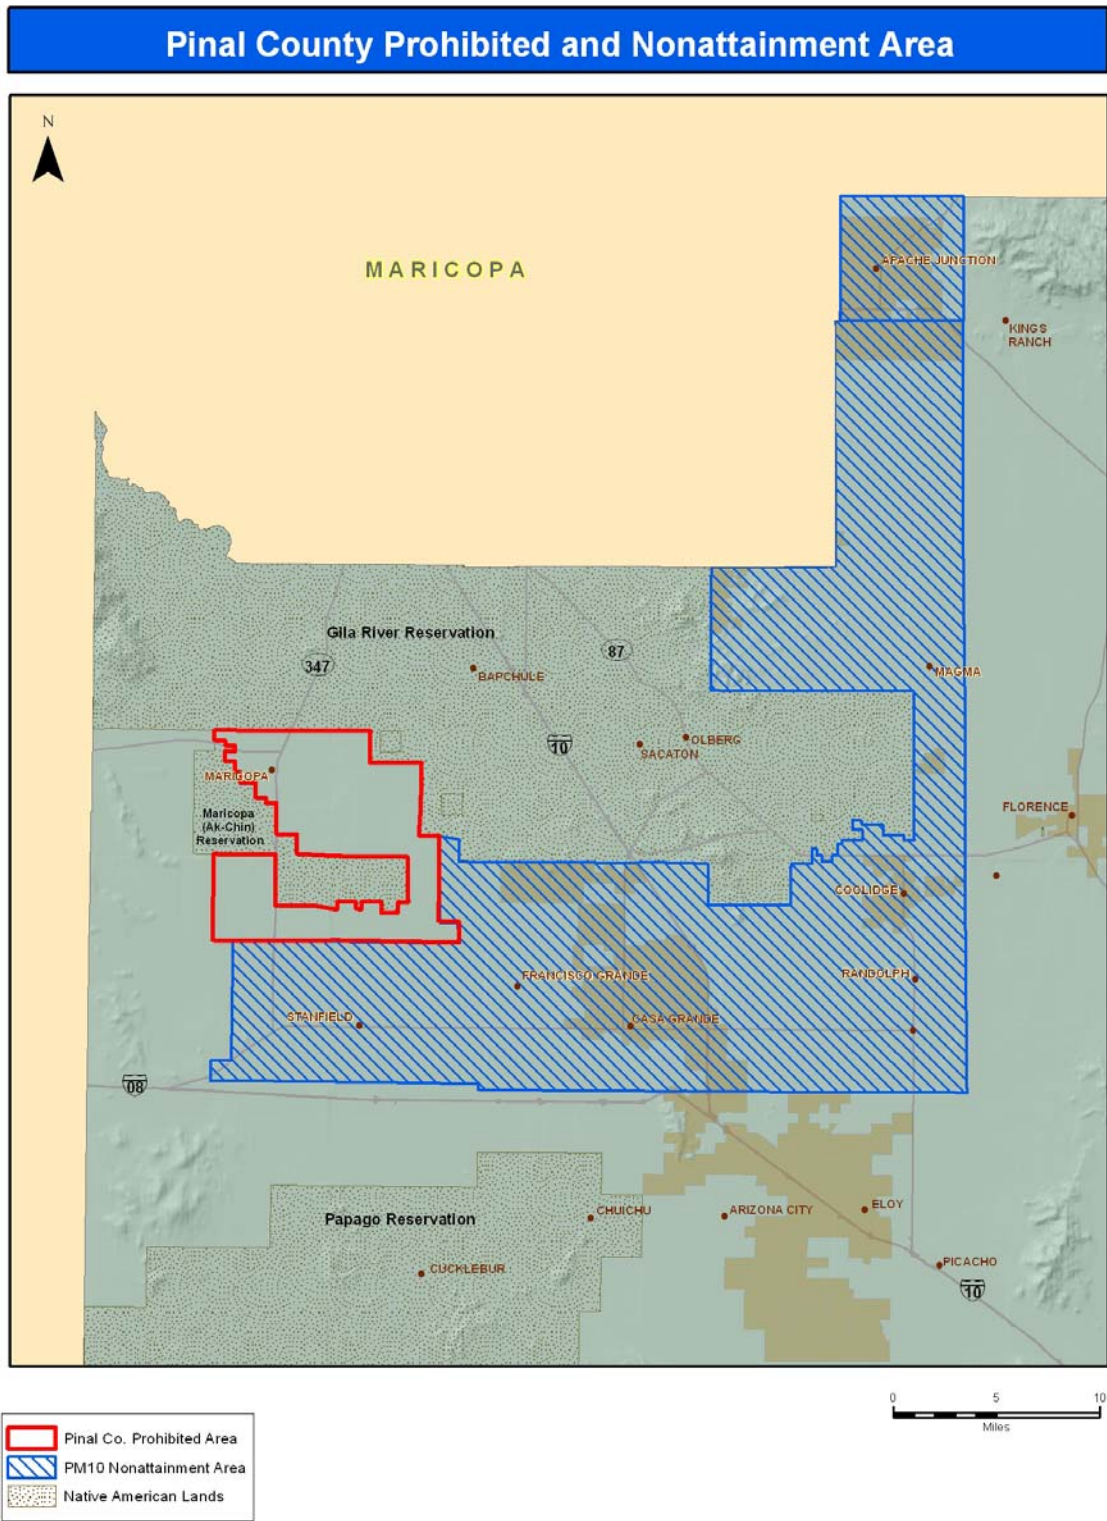 Pinal County Prohibited and Nonattainment Area
N
MARICOPA
APACHE JUNCTION
KINGS
RANCH
Gila River Reservation
347
87
BAPCHULE
MAGMA
10
OLBERG
SACATON
MARICOPA
FLORENCE
Maricopa
(Ak-Chin)
Reservation
COOLIDGE
FRANCISCO GRANDE
RANDOLPH
STANFIELD
CASA GRANDE
08
Papago Reservation
CHUICHU
ARIZONA CITY
ELOY
CUCKLEBUR
PICACHO
10
0 5 10
Miles
Pinal Co. Prohibited Area
PM10 Nonattainment Area
Native American Lands